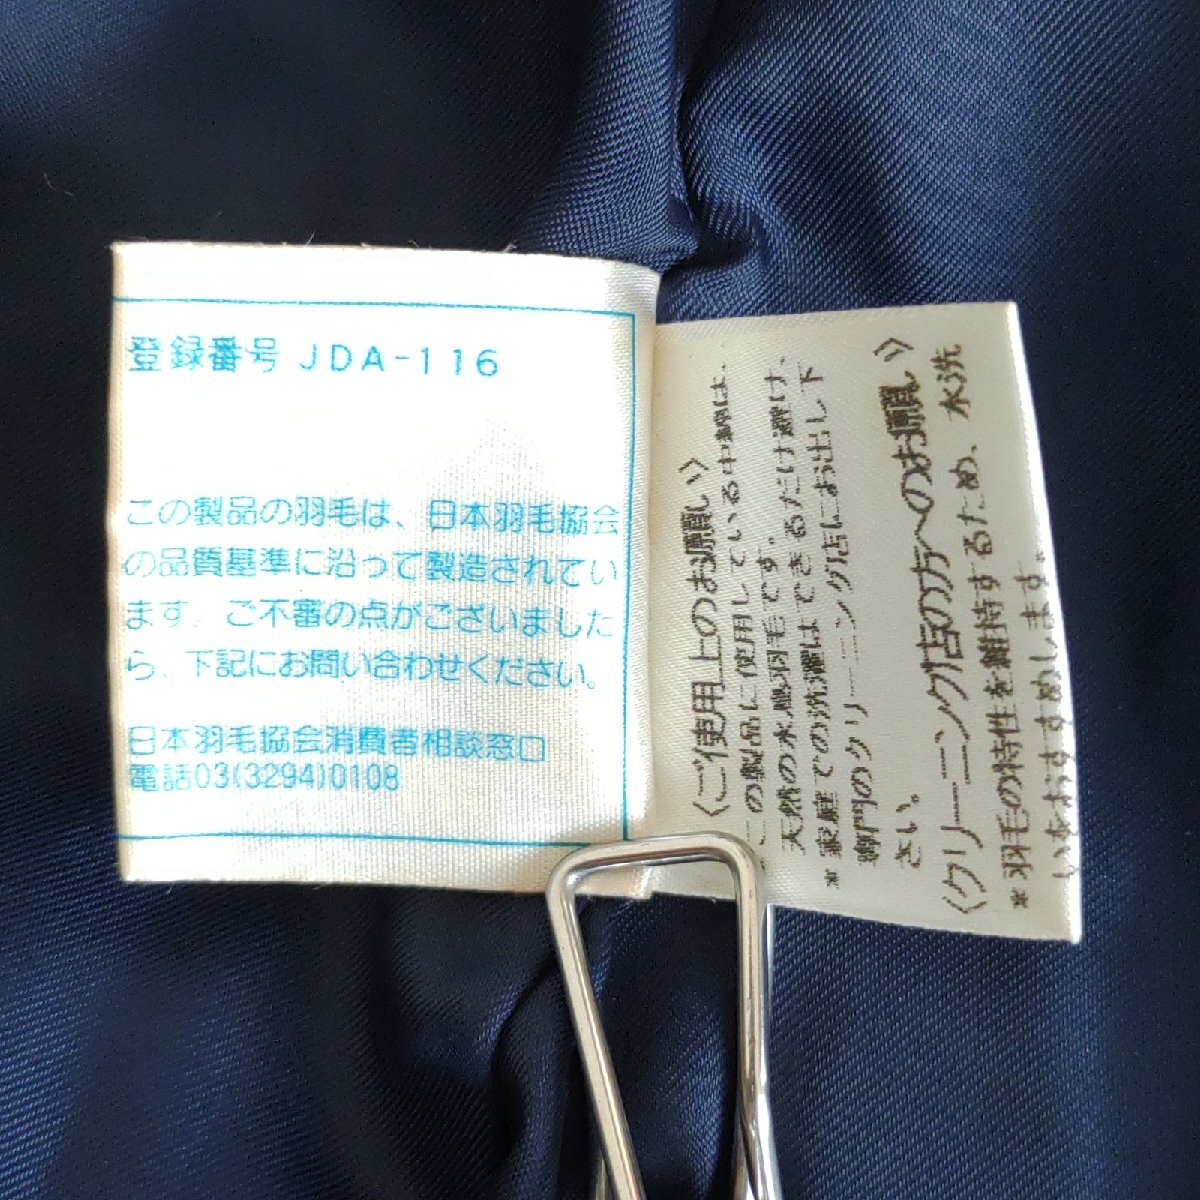 登録番号 JDA-116
この製品の羽毛は、日本羽毛協会
の品質基準に沿って製造されてい
ます。ご不審の点がございました
ら、下記にお問い合わせください。
日本羽毛協会消費者相談窓口
電話03(3294)0108
〈ご使用上のお願い〉
この製品に使用している中綿は、
天然の水鳥羽毛です。
*家庭での洗濯はできるだけ避け、
専門のクリーニング店にお出し下
さい。
〈クリーニング店の方へのお願い〉
*羽毛の特性を維持するため、水洗
いをおすすめします。